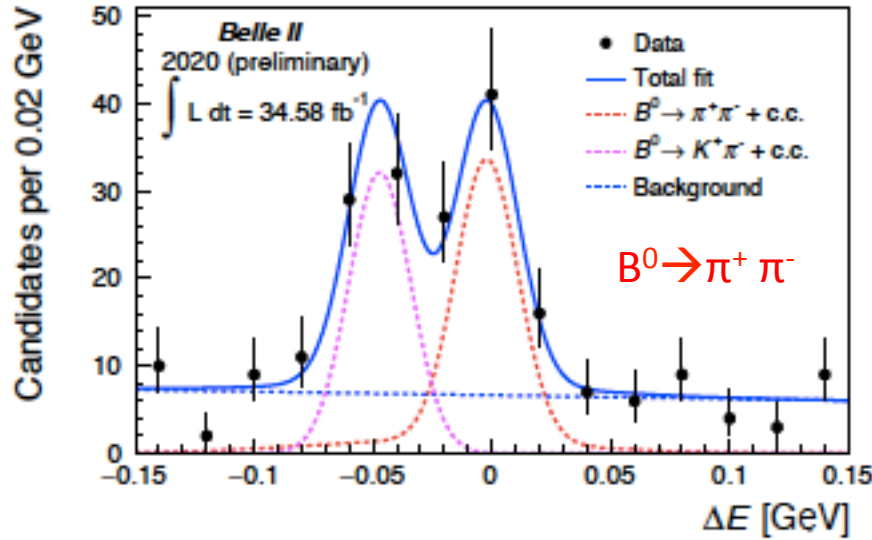 Candidates per 0.02 GeV
50
40
30
20
10
0
Belle II
2020 (preliminary)
∫ L dt = 34.58 fb⁻¹
Data
Total fit
B⁰ → π⁺π⁻ + c.c.
B⁰ → K⁺π⁻ + c.c.
Background
B⁰→π⁺ π⁻
−0.15 −0.1 −0.05 0 0.05 0.1 0.15
ΔE [GeV]